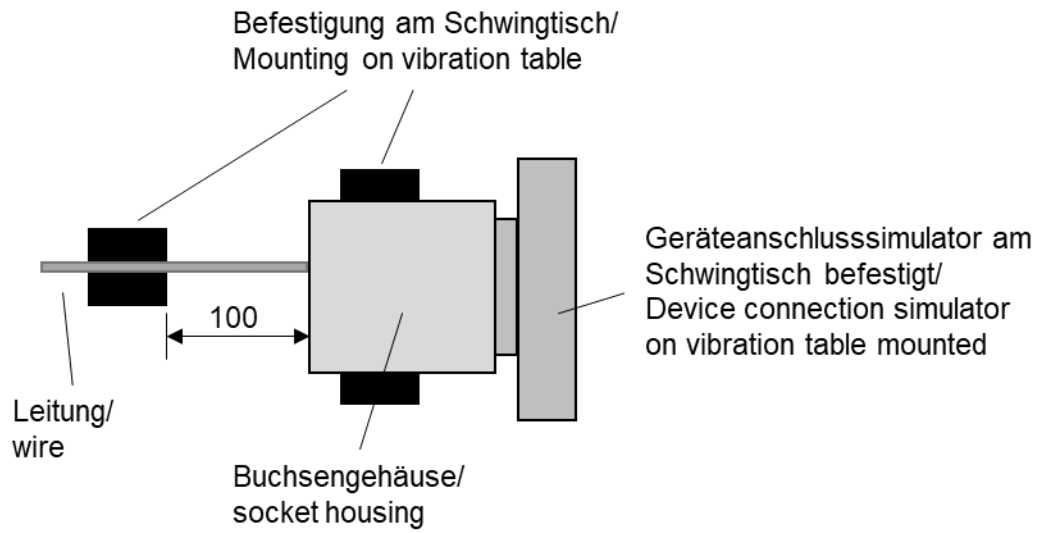 Befestigung am Schwingtisch/
Mounting on vibration table
Geräteanschlusssimulator am
Schwingtisch befestigt/
Device connection simulator
on vibration table mounted
100
Leitung/
wire
Buchsengehäuse/
socket housing